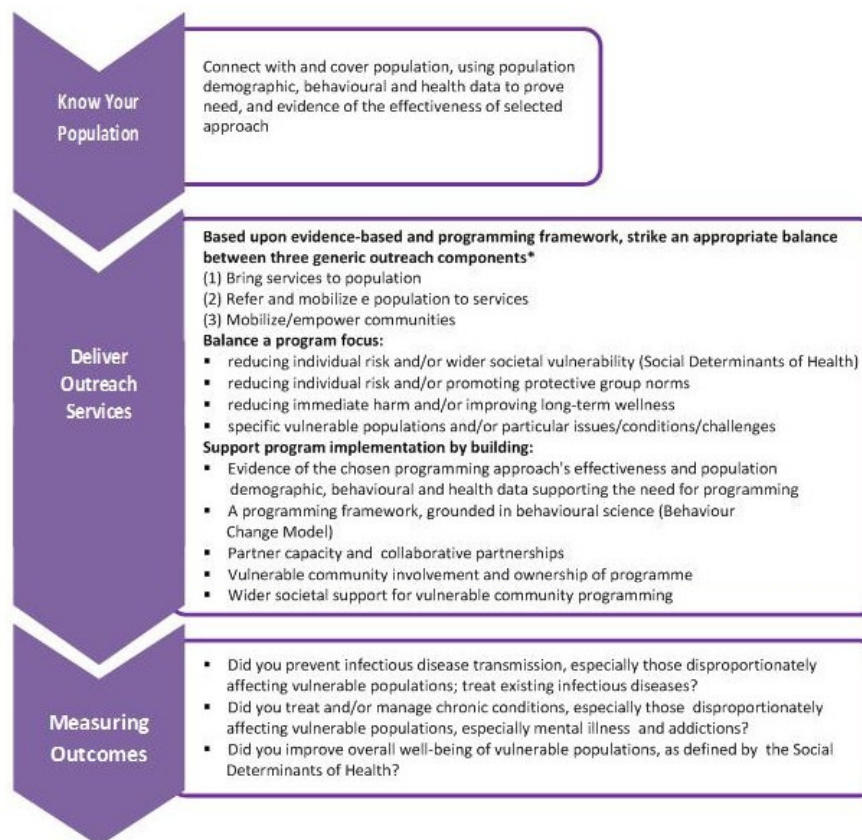 Know Your
Population
Connect with and cover population, using population
demographic, behavioural and health data to prove
need, and evidence of the effectiveness of selected
approach
Deliver
Outreach
Services
Based upon evidence-based and programming framework, strike an appropriate balance
between three generic outreach components*
(1) Bring services to population
(2) Refer and mobilize e population to services
(3) Mobilize/empower communities
Balance a program focus:
▪ reducing individual risk and/or wider societal vulnerability (Social Determinants of Health)
▪ reducing individual risk and/or promoting protective group norms
▪ reducing immediate harm and/or improving long-term wellness
▪ specific vulnerable populations and/or particular issues/conditions/challenges
Support program implementation by building:
▪ Evidence of the chosen programming approach's effectiveness and population
demographic, behavioural and health data supporting the need for programming
▪ A programming framework, grounded in behavioural science (Behaviour
Change Model)
▪ Partner capacity and collaborative partnerships
▪ Vulnerable community involvement and ownership of programme
▪ Wider societal support for vulnerable community programming
Measuring
Outcomes
▪ Did you prevent infectious disease transmission, especially those disproportionately
affecting vulnerable populations; treat existing infectious diseases?
▪ Did you treat and/or manage chronic conditions, especially those disproportionately
affecting vulnerable populations, especially mental illness and addictions?
▪ Did you improve overall well-being of vulnerable populations, as defined by the Social
Determinants of Health?